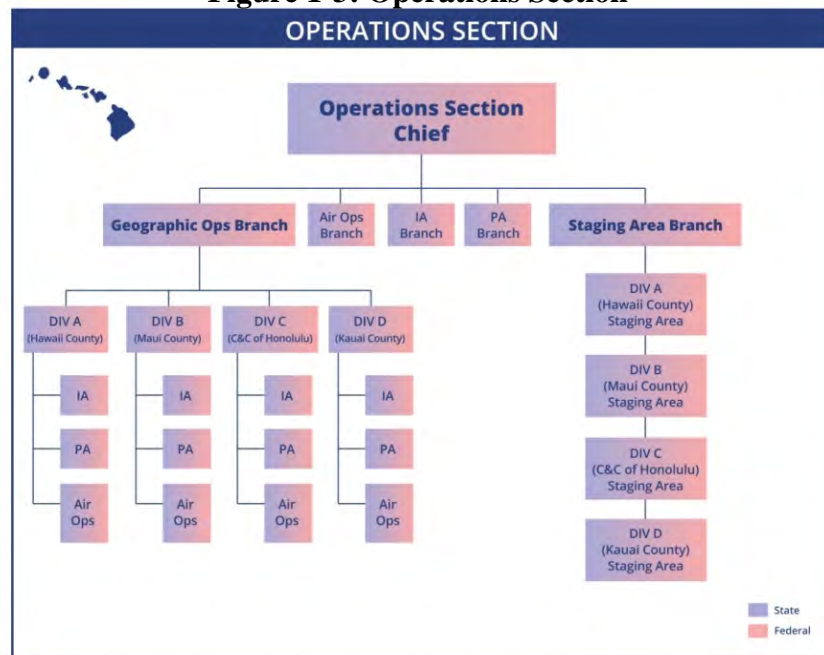 Figure 1-5: Operations Section
OPERATIONS SECTION
Operations Section
Chief
Geographic Ops Branch
Air Ops
Branch
IA
Branch
PA
Branch
Staging Area Branch
DIV A
(Hawaii County)
DIV B
(Maui County)
DIV C
(C&C of Honolulu)
DIV D
(Kauai County)
IA
IA
IA
IA
PA
PA
PA
PA
Air
Ops
Air
Ops
Air
Ops
Air
Ops
DIV A
(Hawaii County)
Staging Area
DIV B
(Maui County)
Staging Area
DIV C
(C&C of Honolulu)
Staging Area
DIV D
(Kauai County)
Staging Area
State
Federal